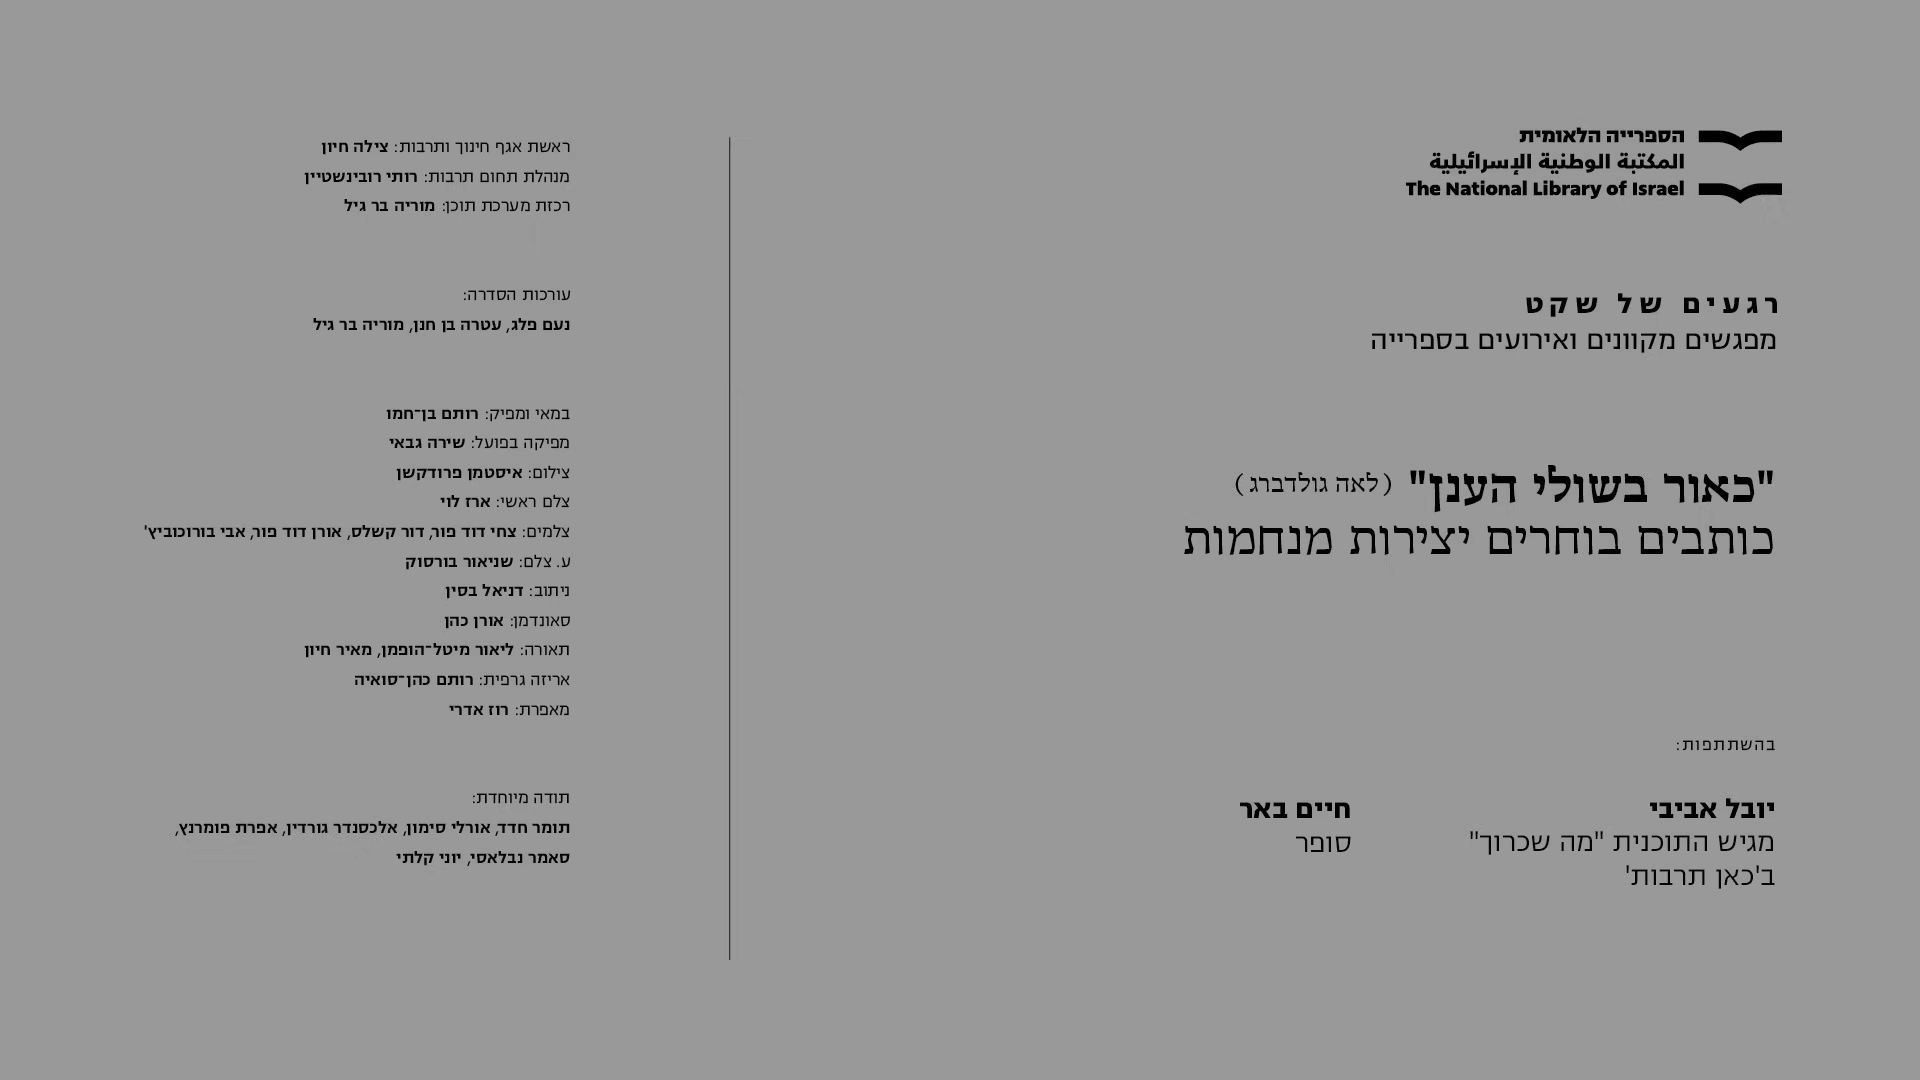 הספרייה הלאומית
المكتبة الوطنية الإسرائيلية
The National Library of Israel
רגעים של שקט
מפגשים מקוונים ואירועים בספרייה
"כאור בשולי הענן" (לאה גולדברג)
כותבים בוחרים יצירות מנחמות
בהשתתפות:
יובל אביבי
מגיש התוכנית "מה שכרוך"
ב'כאן תרבות'
חיים באר
סופר
ראשת אגף חינוך ותרבות: צילה חיון
מנהלת תחום תרבות: רותי רובינשטיין
רכזת מערכת תוכן: מוריה בר גיל
עורכות הסדרה:
נעם פלג, עטרה בן חנן, מוריה בר גיל
במאי ומפיק: רותם בן־חמו
מפיקה בפועל: שירה גבאי
צילום: איסטמן פרודקשן
צלם ראשי: ארז לוי
צלמים: צחי דוד פור, דור קשלס, אורן דוד פור, אבי בורוכוביץ'
ע. צלם: שניאור בורסוק
ניתוב: דניאל בסין
סאונדמן: אורן כהן
תאורה: ליאור מיטל־הופמן, מאיר חיון
אריזה גרפית: רותם כהן־סואיה
מאפרת: רוז אדרי
תודה מיוחדת:
תומר חדד, אורלי סימון, אלכסנדר גורדין, אפרת פומרנץ,
סאמר נבלאסי, יוני קלתי